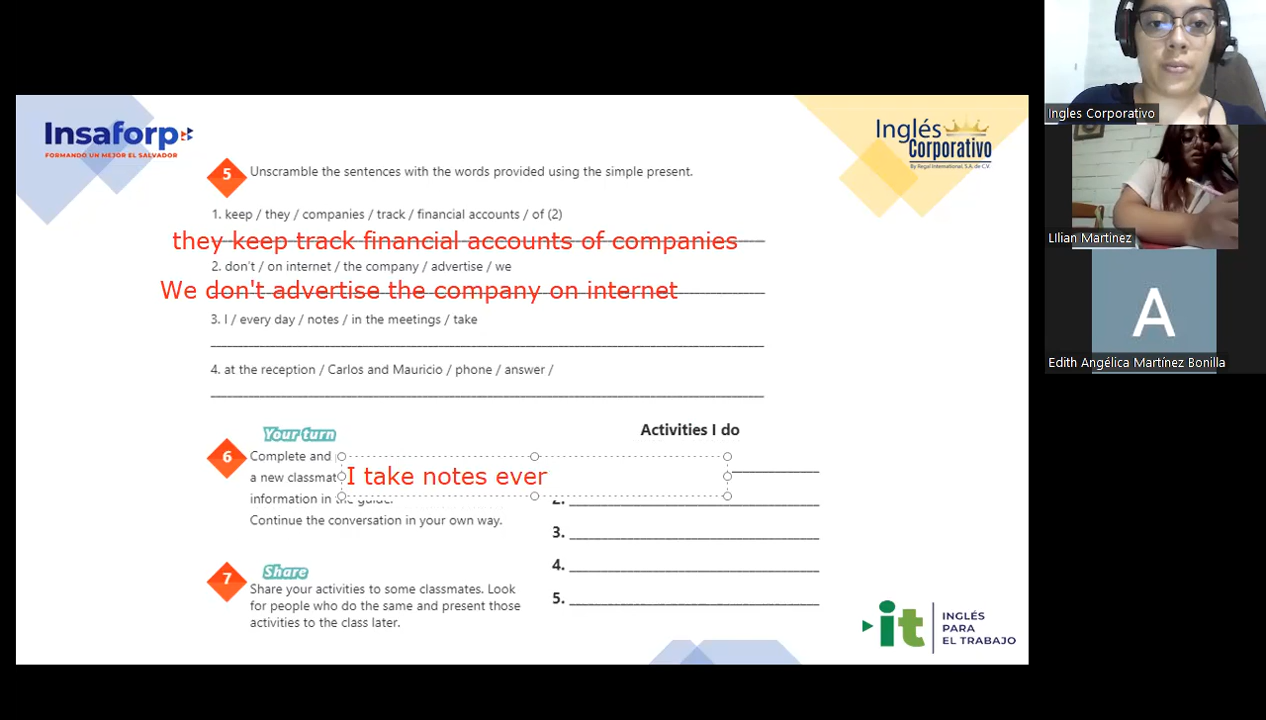 Insaforp
FORMANDO UN MEJOR EL SALVADOR
Inglés
Corporativo
By Regal International, S.A. de C.V.
5 Unscramble the sentences with the words provided using the simple present.
1. keep / they / companies / track / financial accounts / of (2)
they keep track financial accounts of companies
2. don't / on internet / the company / advertise / we
We don't advertise the company on internet
3. I / every day / notes / in the meetings / take
4. at the reception / Carlos and Mauricio / phone / answer /
Your turn
6 Complete and
a new classmat
information in the guide.
Continue the conversation in your own way.
I take notes ever
Activities I do
2.
3.
4.
5.
Share
7 Share your activities to some classmates. Look
for people who do the same and present those
activities to the class later.
it
INGLÉS
PARA
EL TRABAJO
Ingles Corporativo
LIlian Martinez
A
Edith Angélica Martínez Bonilla